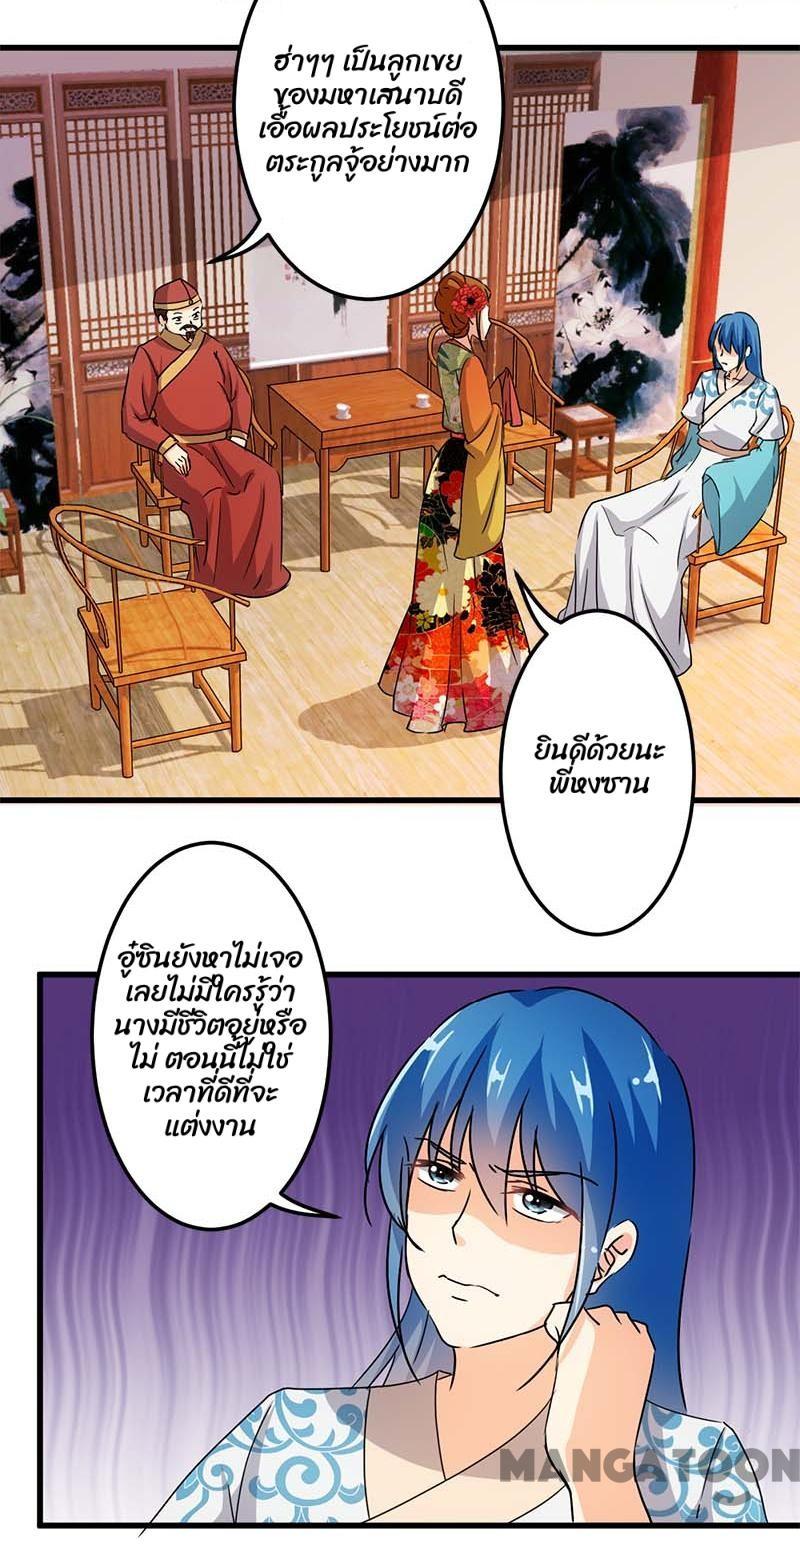 ฮ่าๆๆ เป็นลูกเขย
ของมหาเสนาบดี
เอื้อผลประโยชน์ต่อ
ตระกูลจู้อย่างมาก
ยินดีด้วยนะ
พี่หงซาน
อู๋ซินยังหาไม่เจอ
เลยไม่มีใครรู้ว่า
นางมีชีวิตอยู่หรือ
ไม่ ตอนนี้ไม่ใช่
เวลาที่ดีที่จะ
แต่งงาน
MANGATOON